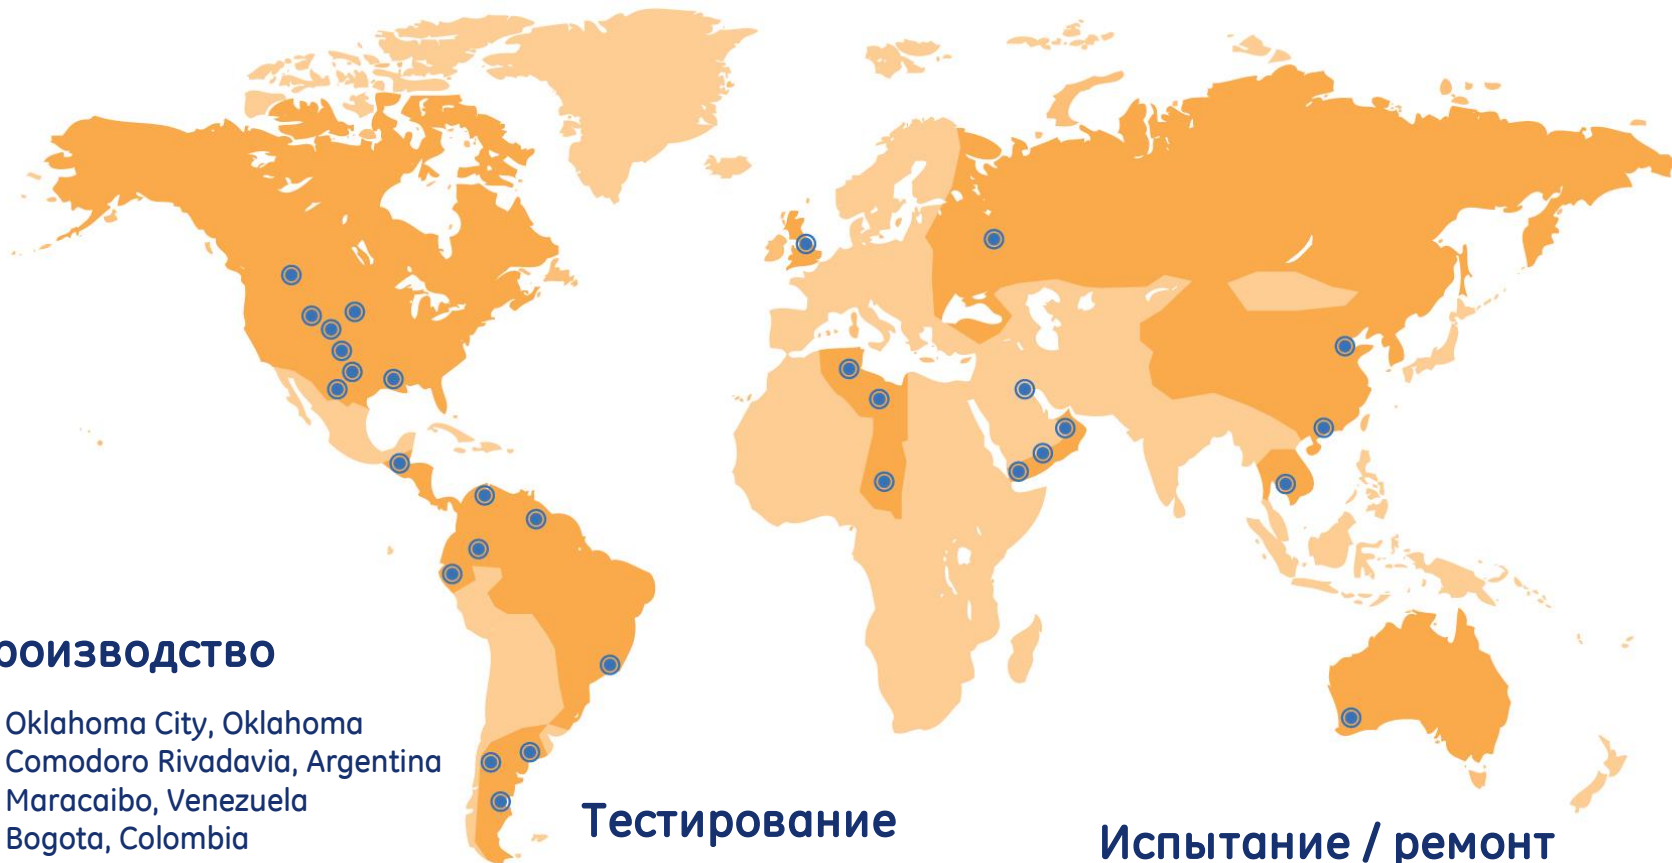 роизводство
Oklahoma City, Oklahoma
Comodoro Rivadavia, Argentina
Maracaibo, Venezuela
Bogota, Colombia
Тестирование
Испытание / ремонт